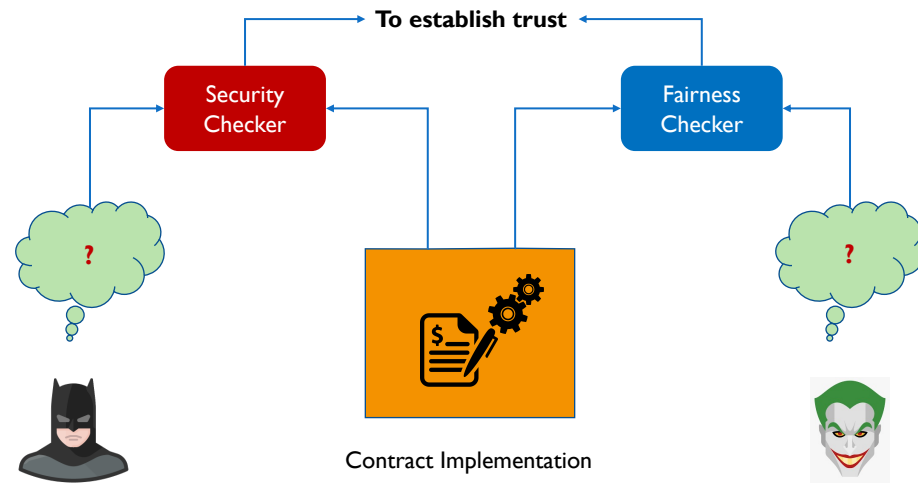 To establish trust
Security
Checker
Fairness
Checker
?
?
$
Contract Implementation